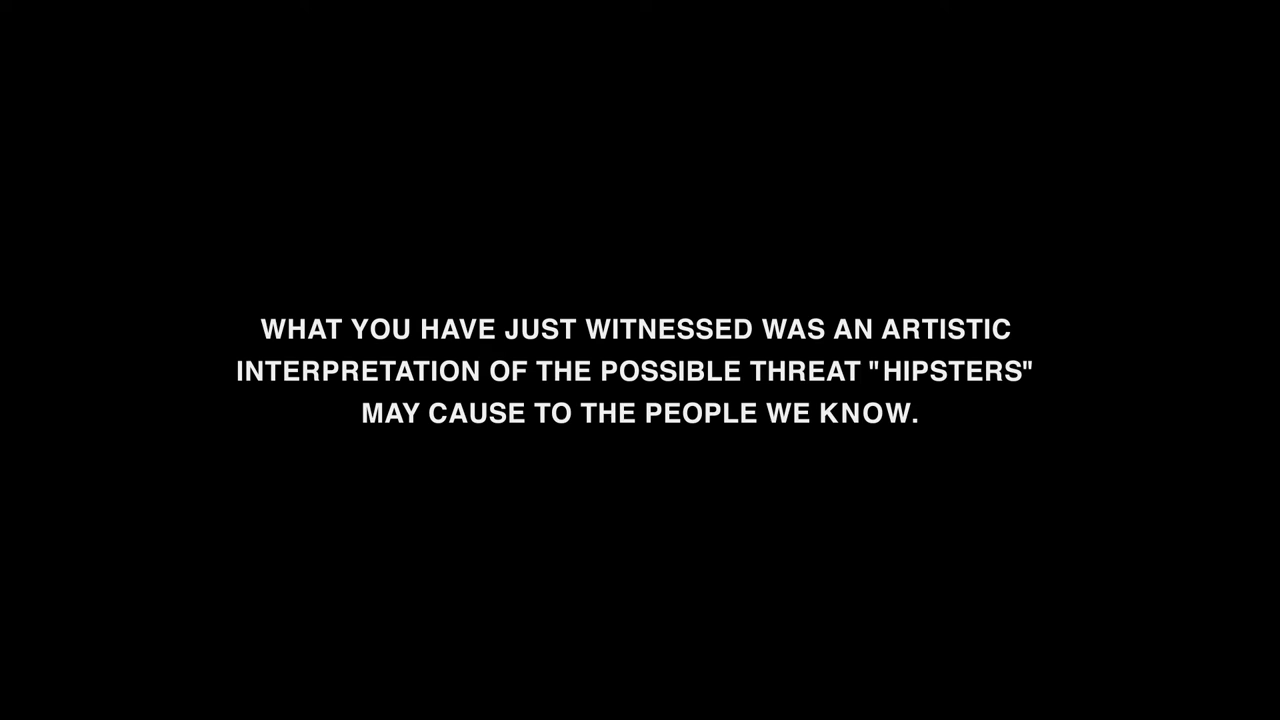 WHAT YOU HAVE JUST WITNESSED WAS AN ARTISTIC
INTERPRETATION OF THE POSSIBLE THREAT "HIPSTERS"
MAY CAUSE TO THE PEOPLE WE KNOW.